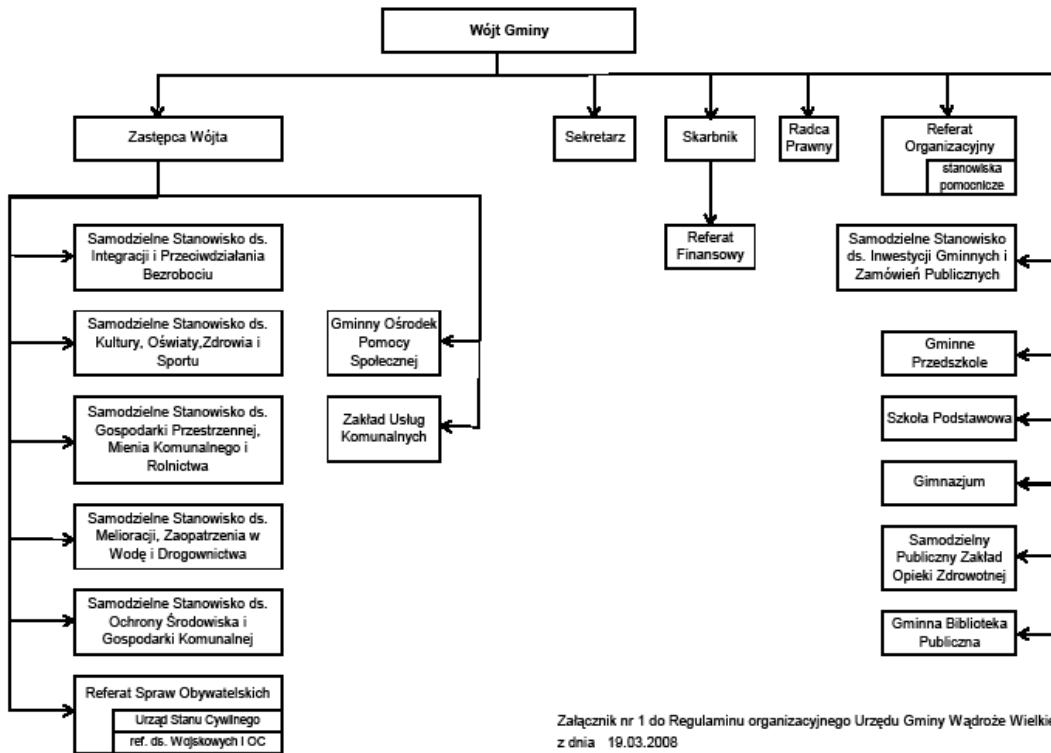 Wójt Gminy
Zastępca Wójta
Sekretarz
Skarbnik
Radca
Prawny
Referat
Organizacyjny
stanowiska
pomocnicze
Samodzielne Stanowisko ds.
Integracji i Przeciwdziałania
Bezrobociu
Referat
Finansowy
Samodzielne Stanowisko
ds. Inwestycji Gminnych i
Zamówień Publicznych
Samodzielne Stanowisko ds.
Kultury, Oświaty,Zdrowia i
Sportu
Gminny Ośrodek
Pomocy
Społecznej
Gminne
Przedszkole
Samodzielne Stanowisko ds.
Gospodarki Przestrzennej,
Mienia Komunalnego i
Rolnictwa
Zakład Usług
Komunalnych
Szkoła Podstawowa
Gimnazjum
Samodzielne Stanowisko ds.
Melioracji, Zaopatrzenia w
Wodę i Drogownictwa
Samodzielny
Publiczny Zakład
Opieki Zdrowotnej
Samodzielne Stanowisko ds.
Ochrony Środowiska i
Gospodarki Komunalnej
Gminna Biblioteka
Publiczna
Referat Spraw Obywatelskich
Urząd Stanu Cywilnego
ref. ds. Wojskowych i OC
Załącznik nr 1 do Regulaminu organizacyjnego Urzędu Gminy Wądroże Wielkie
z dnia 19.03.2008